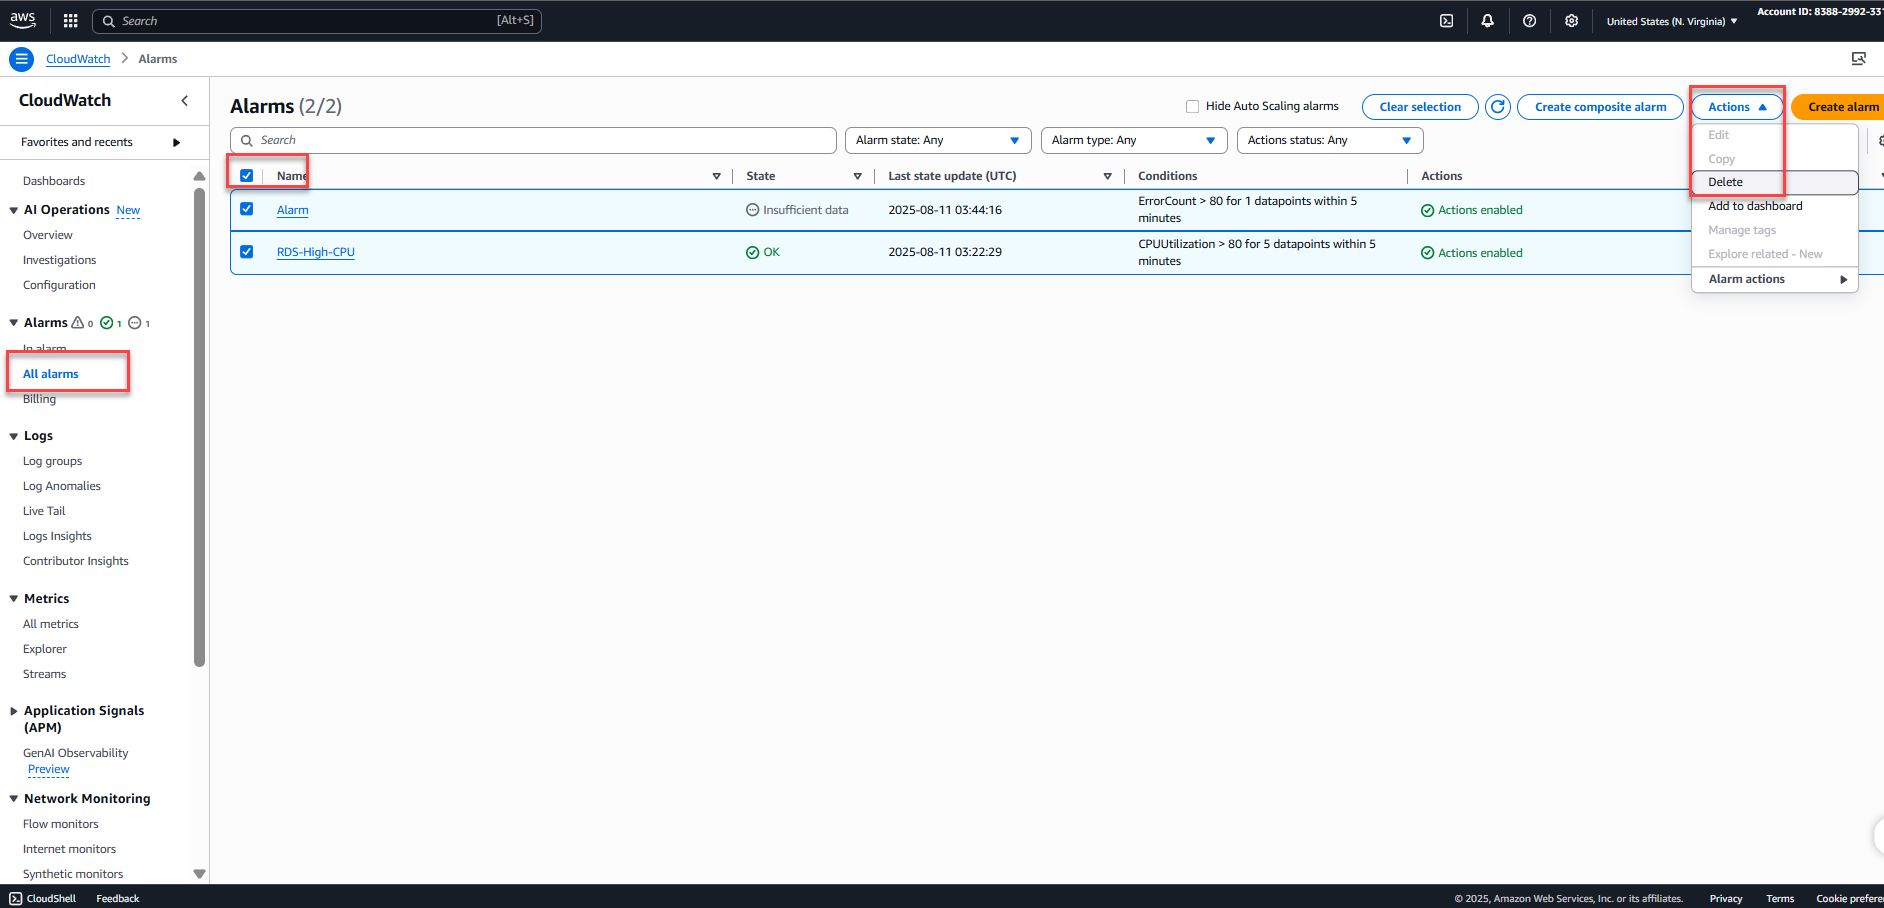 aws
Search [Alt+S]
United States (N. Virginia)
Account ID: 8388-2992-331
CloudWatch > Alarms
CloudWatch
Favorites and recents
Dashboards
AI Operations New
Overview
Investigations
Configuration
Alarms 0 1 1
In alarm
All alarms
Billing
Logs
Log groups
Log Anomalies
Live Tail
Logs Insights
Contributor Insights
Metrics
All metrics
Explorer
Streams
Application Signals
(APM)
GenAI Observability
Preview
Network Monitoring
Flow monitors
Internet monitors
Synthetic monitors
Alarms (2/2)
Hide Auto Scaling alarms
Clear selection
Create composite alarm
Actions
Create alarm
Search
Alarm state: Any
Alarm type: Any
Actions status: Any
Name State Last state update (UTC) Conditions Actions
Alarm Insufficient data 2025-08-11 03:44:16 ErrorCount > 80 for 1 datapoints within 5
minutes Actions enabled
RDS-High-CPU OK 2025-08-11 03:22:29 CPUUtilization > 80 for 5 datapoints within 5
minutes Actions enabled
Edit
Copy
Delete
Add to dashboard
Manage tags
Explore related - New
Alarm actions
CloudShell Feedback
© 2025, Amazon Web Services, Inc. or its affiliates. Privacy Terms Cookie prefere